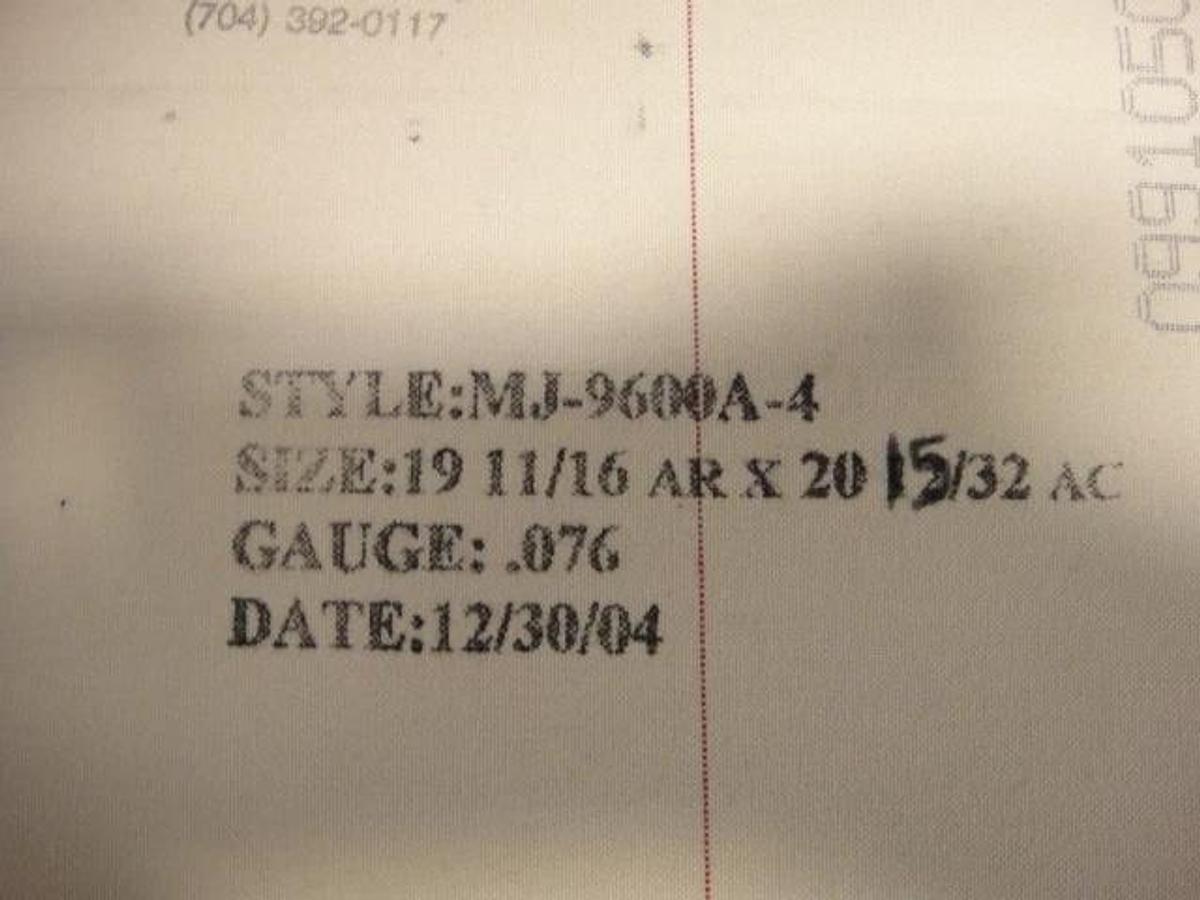 (704) 392-0117
STYLE:MJ-9600A-4
SIZE:19 11/16 AR X 20 15/32 AC
GAUGE: .076
DATE:12/30/04